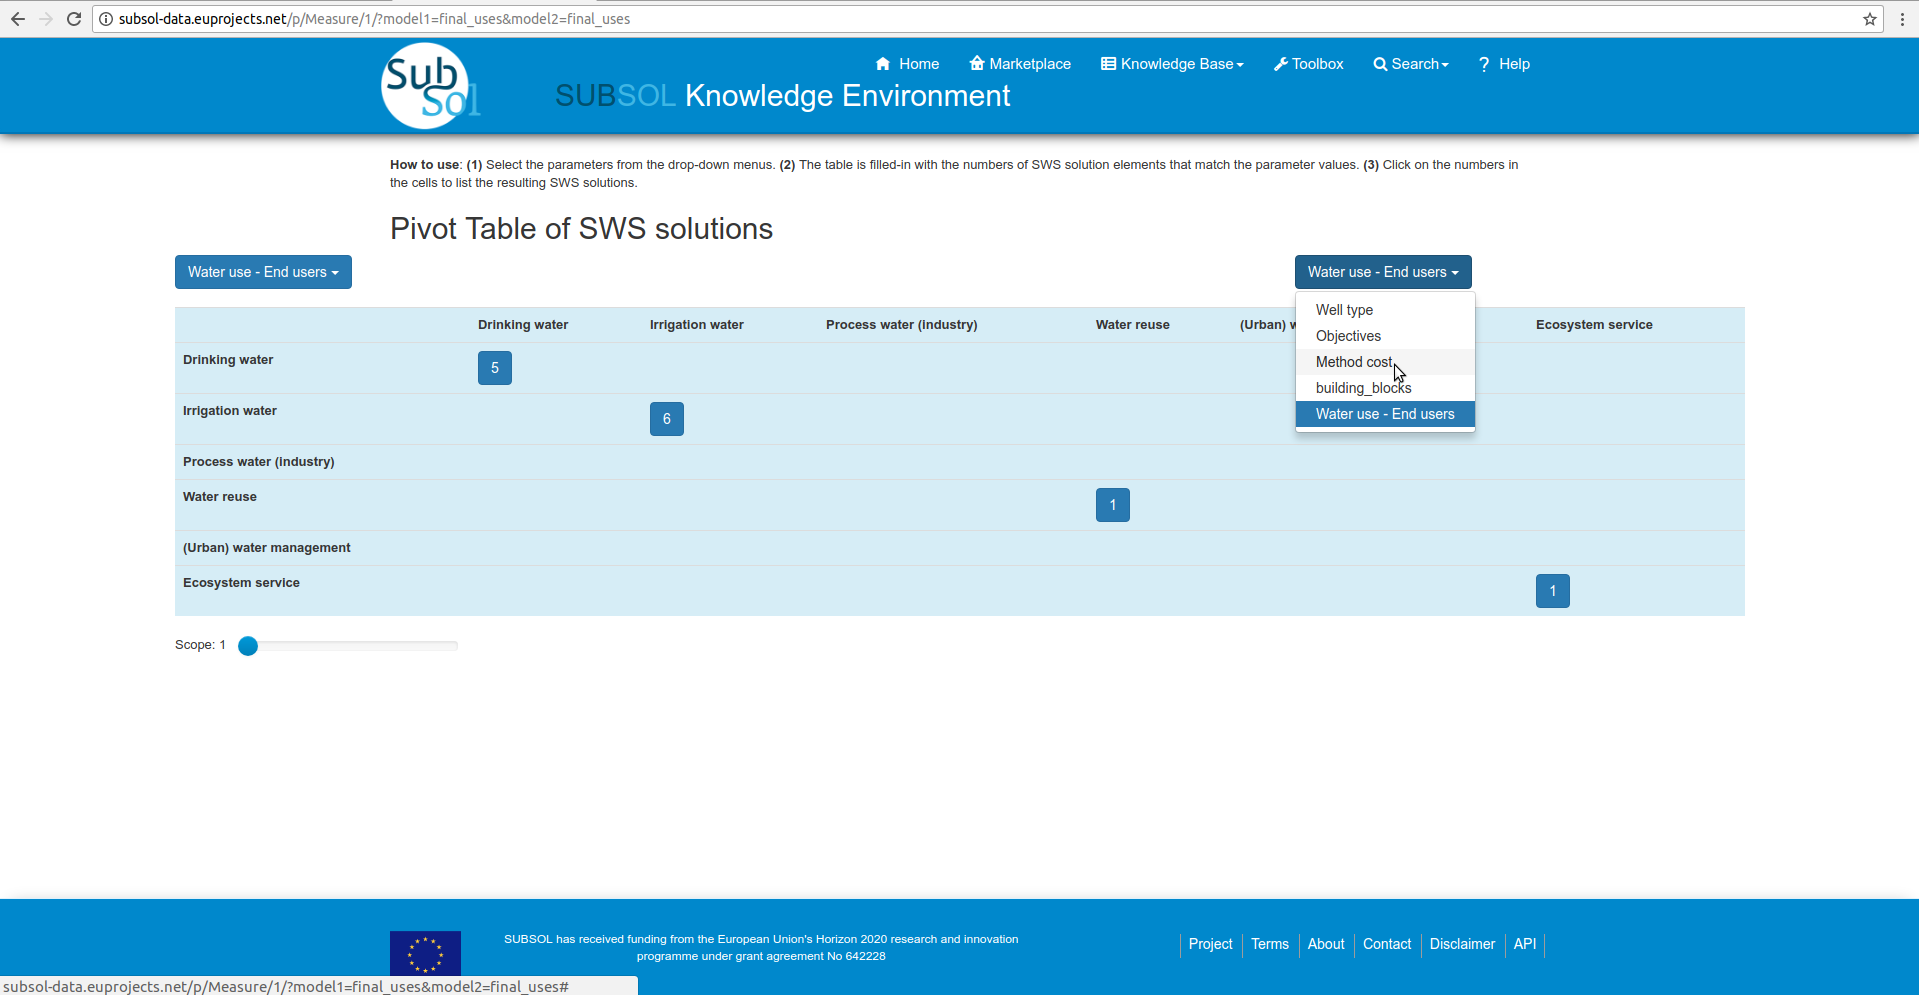 subsol-data.euprojects.net/p/Measure/1/?model1=final_uses&model2=final_uses
Sub
Sol
Home Marketplace Knowledge Base Toolbox Search Help
SUBSOL Knowledge Environment
How to use: (1) Select the parameters from the drop-down menus. (2) The table is filled-in with the numbers of SWS solution elements that match the parameter values. (3) Click on the numbers in
the cells to list the resulting SWS solutions.
Pivot Table of SWS solutions
Water use - End users Water use - End users
Well type
Objectives
Method cost
building_blocks
Water use - End users
Drinking water Irrigation water Process water (industry) Water reuse (Urban) w Ecosystem service
Drinking water 5
Irrigation water 6
Process water (industry)
Water reuse 1
(Urban) water management
Ecosystem service 1
Scope: 1
SUBSOL has received funding from the European Union's Horizon 2020 research and innovation
programme under grant agreement No 642228
Project Terms About Contact Disclaimer API
subsol-data.euprojects.net/p/Measure/1/?model1=final_uses&model2=final_uses#